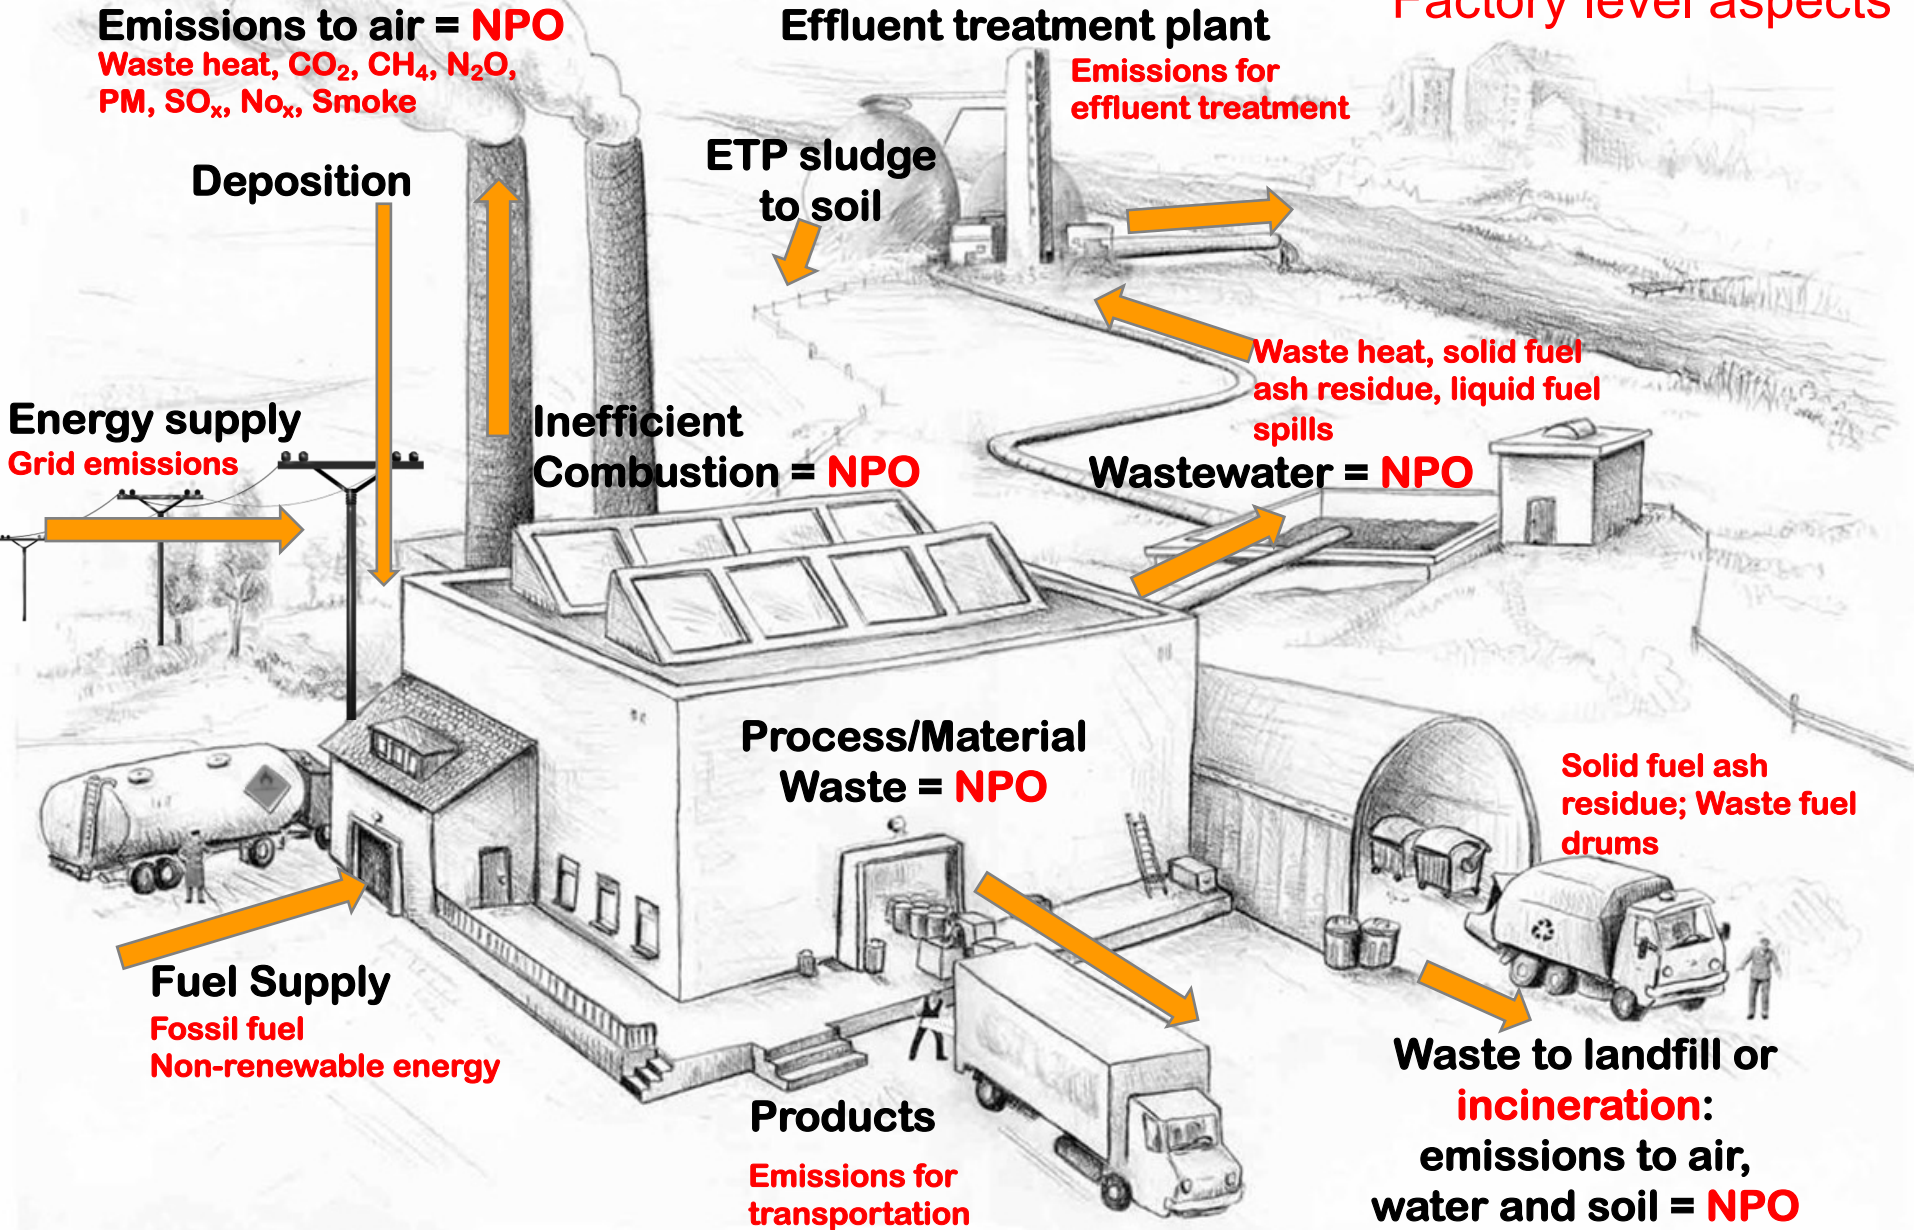 Factory level aspects
Emissions to air = NPO
Waste heat, CO₂, CH₄, N₂O,
PM, SOₓ, Noₓ, Smoke
Effluent treatment plant
Emissions for
effluent treatment
Deposition
ETP sludge
to soil
Waste heat, solid fuel
ash residue, liquid fuel
spills
Energy supply
Grid emissions
Inefficient
Combustion = NPO
Wastewater = NPO
Process/Material
Waste = NPO
Solid fuel ash
residue; Waste fuel
drums
Fuel Supply
Fossil fuel
Non-renewable energy
Products
Emissions for
transportation
Waste to landfill or
incineration:
emissions to air,
water and soil = NPO